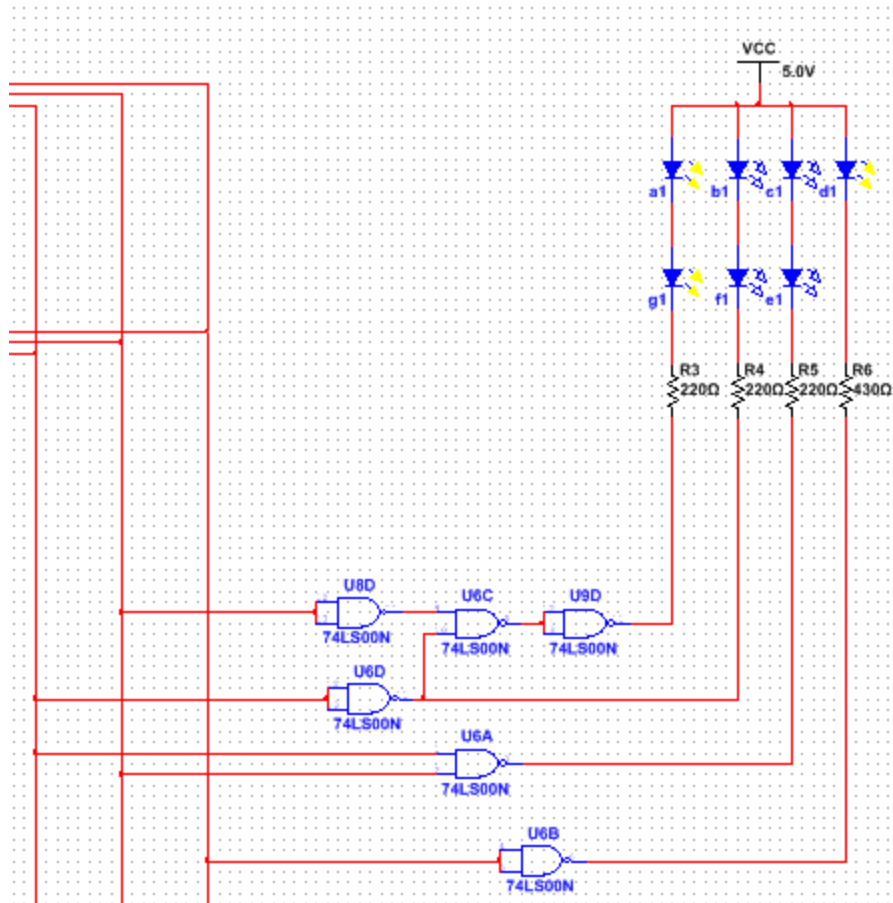 VCC
5.0V
a1
b1
c1
d1
g1
f1
e1
R3
220Ω
R4
220Ω
R5
220Ω
R6
430Ω
U8D
74LS00N
U6C
74LS00N
U9D
74LS00N
U6D
74LS00N
U6A
74LS00N
U6B
74LS00N